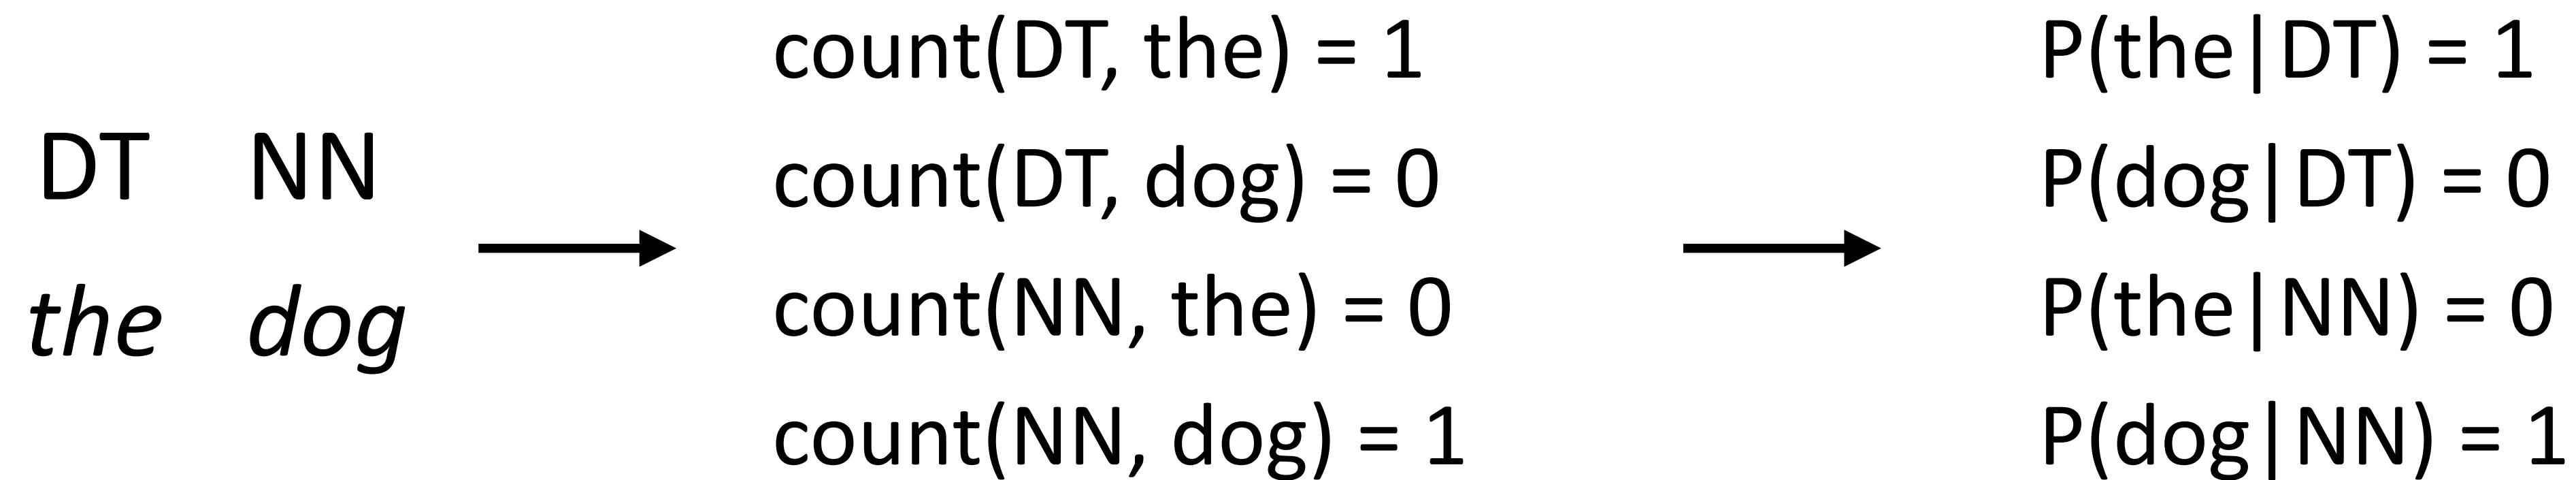 DT NN
the dog
count(DT, the) = 1
count(DT, dog) = 0
count(NN, the) = 0
count(NN, dog) = 1
P(the|DT) = 1
P(dog|DT) = 0
P(the|NN) = 0
P(dog|NN) = 1